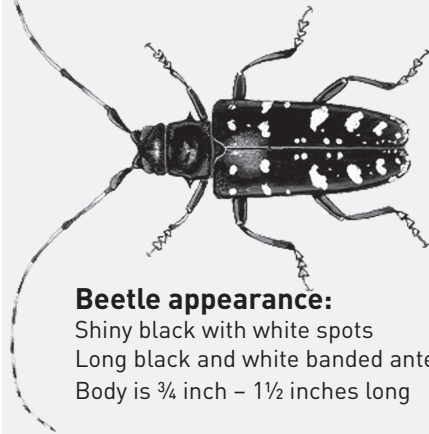 Beetle appearance:
Shiny black with white spots
Long black and white banded
Body is ¾ inch – 1½ inches long